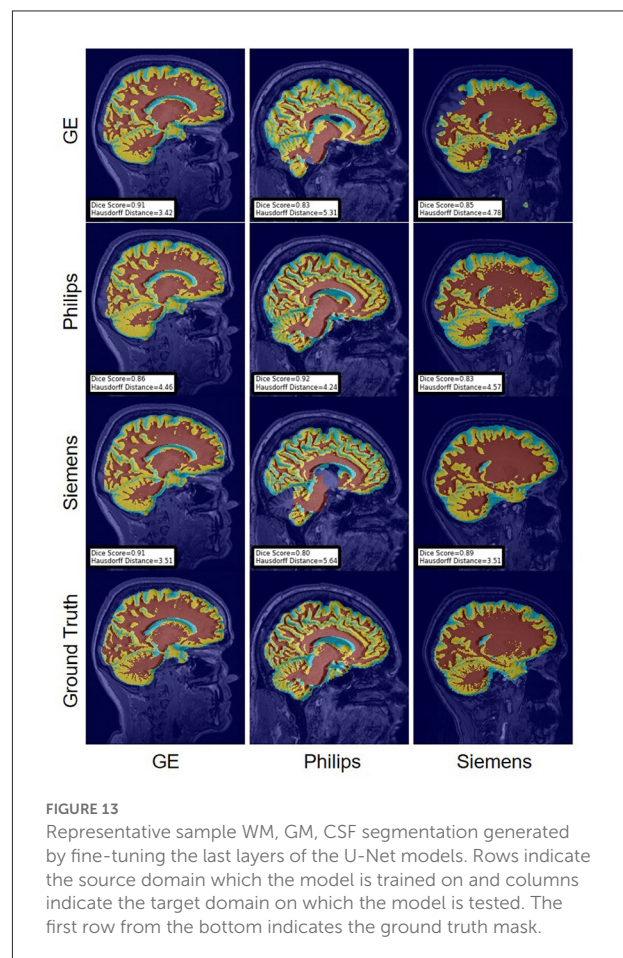 GE
Dice Score=0.91
Hausdorff Distance=3.42
Dice Score=0.83
Hausdorff Distance=5.31
Dice Score=0.85
Hausdorff Distance=4.78
Philips
Dice Score=0.86
Hausdorff Distance=4.46
Dice Score=0.92
Hausdorff Distance=4.24
Dice Score=0.83
Hausdorff Distance=4.57
Siemens
Dice Score=0.91
Hausdorff Distance=3.51
Dice Score=0.80
Hausdorff Distance=5.64
Dice Score=0.89
Hausdorff Distance=3.51
Ground Truth
GE Philips Siemens
FIGURE 13
Representative sample WM, GM, CSF segmentation generated
by fine-tuning the last layers of the U-Net models. Rows indicate
the source domain which the model is trained on and columns
indicate the target domain on which the model is tested. The
first row from the bottom indicates the ground truth mask.